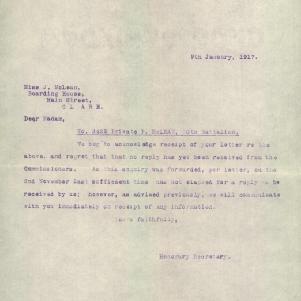 9th January, 1917.
Miss J. McLean,
Boarding House,
Main Street,
C L A R E.
Dear Madam,
Private P. McLEAN, 10th Battalion,
We beg to acknowledge receipt of your letter re the
above, and regret that that no reply has yet been received from the
Commissioners. As this enquiry was forwarded, per letter, on the
2nd November last sufficient time has not elapsed for a reply to be
received by us; however, as advised previously, we will communicate
with you immediately on receipt of any information.
Yours faithfully,
Honorary Secretary.